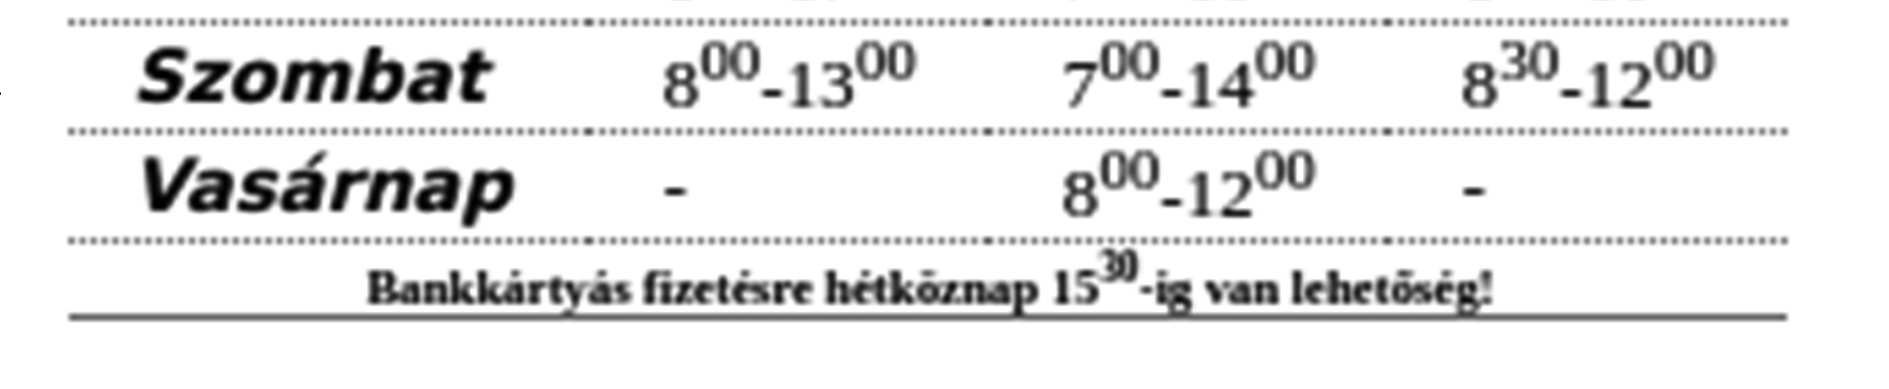 Szombat 8⁰⁰-13⁰⁰ 7⁰⁰-14⁰⁰ 8³⁰-12⁰⁰
Vasárnap - 8⁰⁰-12⁰⁰ -
Bankkártyás fizetésre hétköznap 15³⁰-ig van lehetőség!